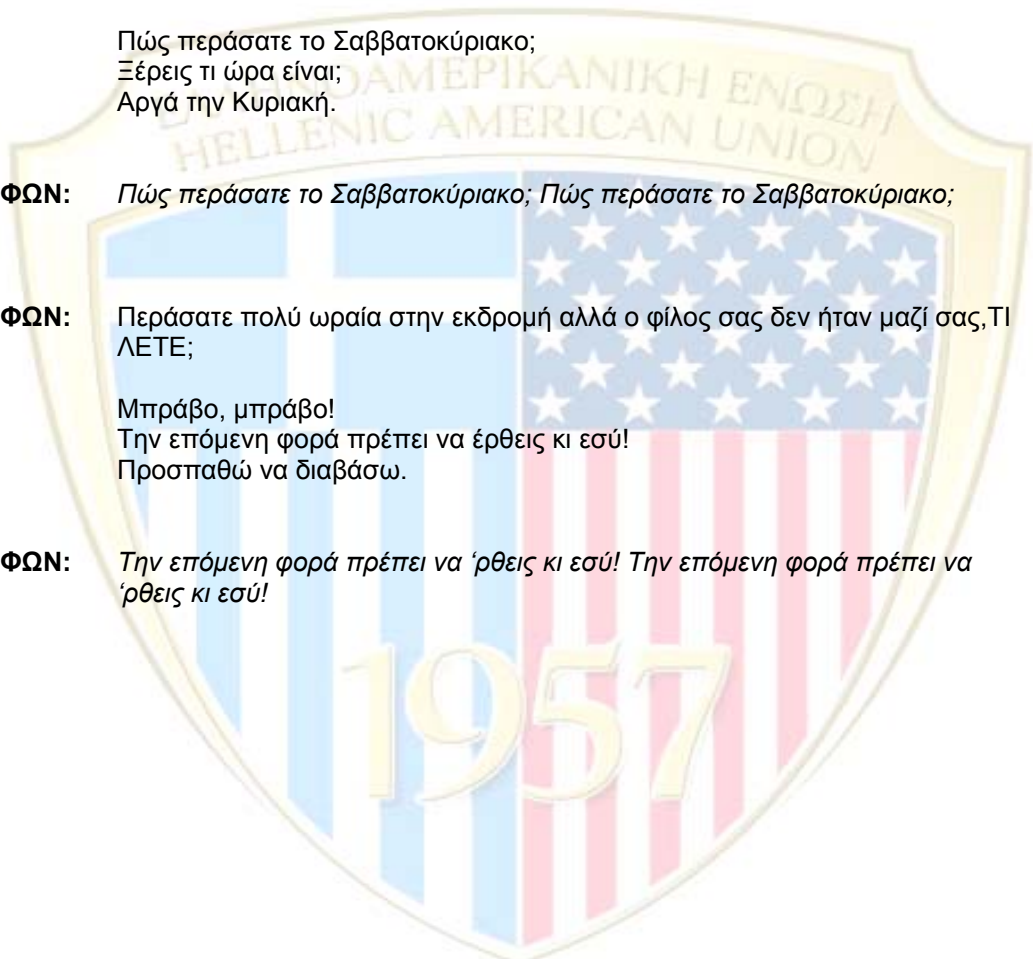 Πώς περάσατε το Σαββατοκύριακο;
Ξέρεις τι ώρα είναι;
Αργά την Κυριακή.
ΕΛΛΗΝΟΑΜΕΡΙΚΑΝΙΚΗ ΕΝΩΣΗ
HELLENIC AMERICAN UNION
ΦΩΝ: Πώς περάσατε το Σαββατοκύριακο; Πώς περάσατε το Σαββατοκύριακο;
ΦΩΝ: Περάσατε πολύ ωραία στην εκδρομή αλλά ο φίλος σας δεν ήταν μαζί σας,ΤΙ
ΛΕΤΕ;
Μπράβο, μπράβο!
Την επόμενη φορά πρέπει να έρθεις κι εσύ!
Προσπαθώ να διαβάσω.
ΦΩΝ: Την επόμενη φορά πρέπει να ‘ρθεις κι εσύ! Την επόμενη φορά πρέπει να
‘ρθεις κι εσύ!
1957